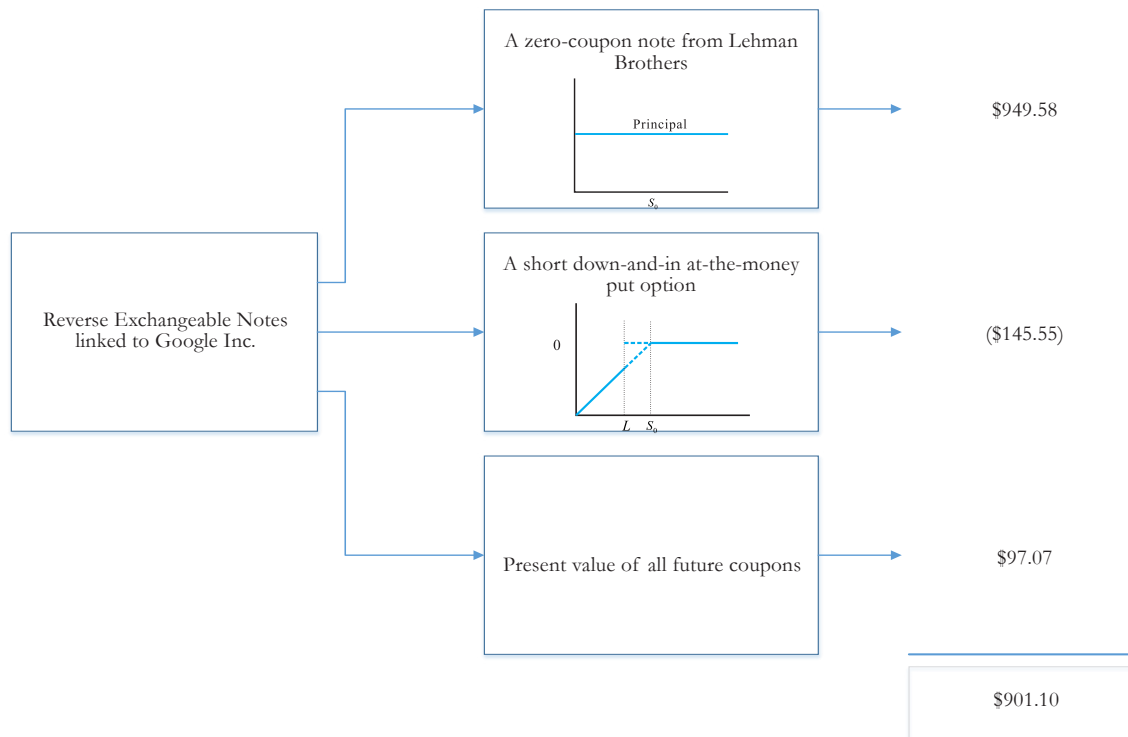 A zero-coupon note from Lehman
Brothers
Principal
S₀
$949.58
Reverse Exchangeable Notes
linked to Google Inc.
A short down-and-in at-the-money
put option
0
L S₀
($145.55)
Present value of all future coupons
$97.07
$901.10